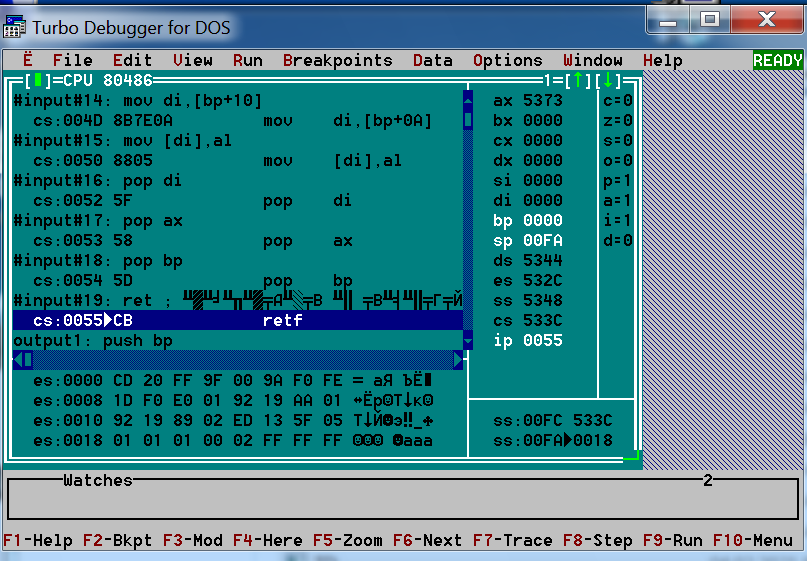 Turbo Debugger for DOS
Ë File Edit View Run Breakpoints Data Options Window Help READY
[■]=CPU 80486 1=[↑][↓]
#input#14: mov di,[bp+10]
cs:004D 8B7E0A mov di,[bp+0A]
#input#15: mov [di],al
cs:0050 8805 mov [di],al
#input#16: pop di
cs:0052 5F pop di
#input#17: pop ax
cs:0053 58 pop ax
#input#18: pop bp
cs:0054 5D pop bp
#input#19: ret ;
cs:0055►CB retf
output1: push bp
ax 5373 c=0
bx 0000 z=0
cx 0000 s=0
dx 0000 o=0
si 0000 p=1
di 0000 a=1
bp 0000 i=1
sp 00FA d=0
ds 5344
es 532C
ss 5348
cs 533C
ip 0055
es:0000 CD 20 FF 9F 00 9A F0 FE = aЯ ЪË■
es:0008 1D F0 E0 01 92 19 AA 01
es:0010 92 19 89 02 ED 13 5F 05
es:0018 01 01 01 00 02 FF FF FF
ss:00FC 533C
ss:00FA►0018
Watches 2
F1-Help F2-Bkpt F3-Mod F4-Here F5-Zoom F6-Next F7-Trace F8-Step F9-Run F10-Menu